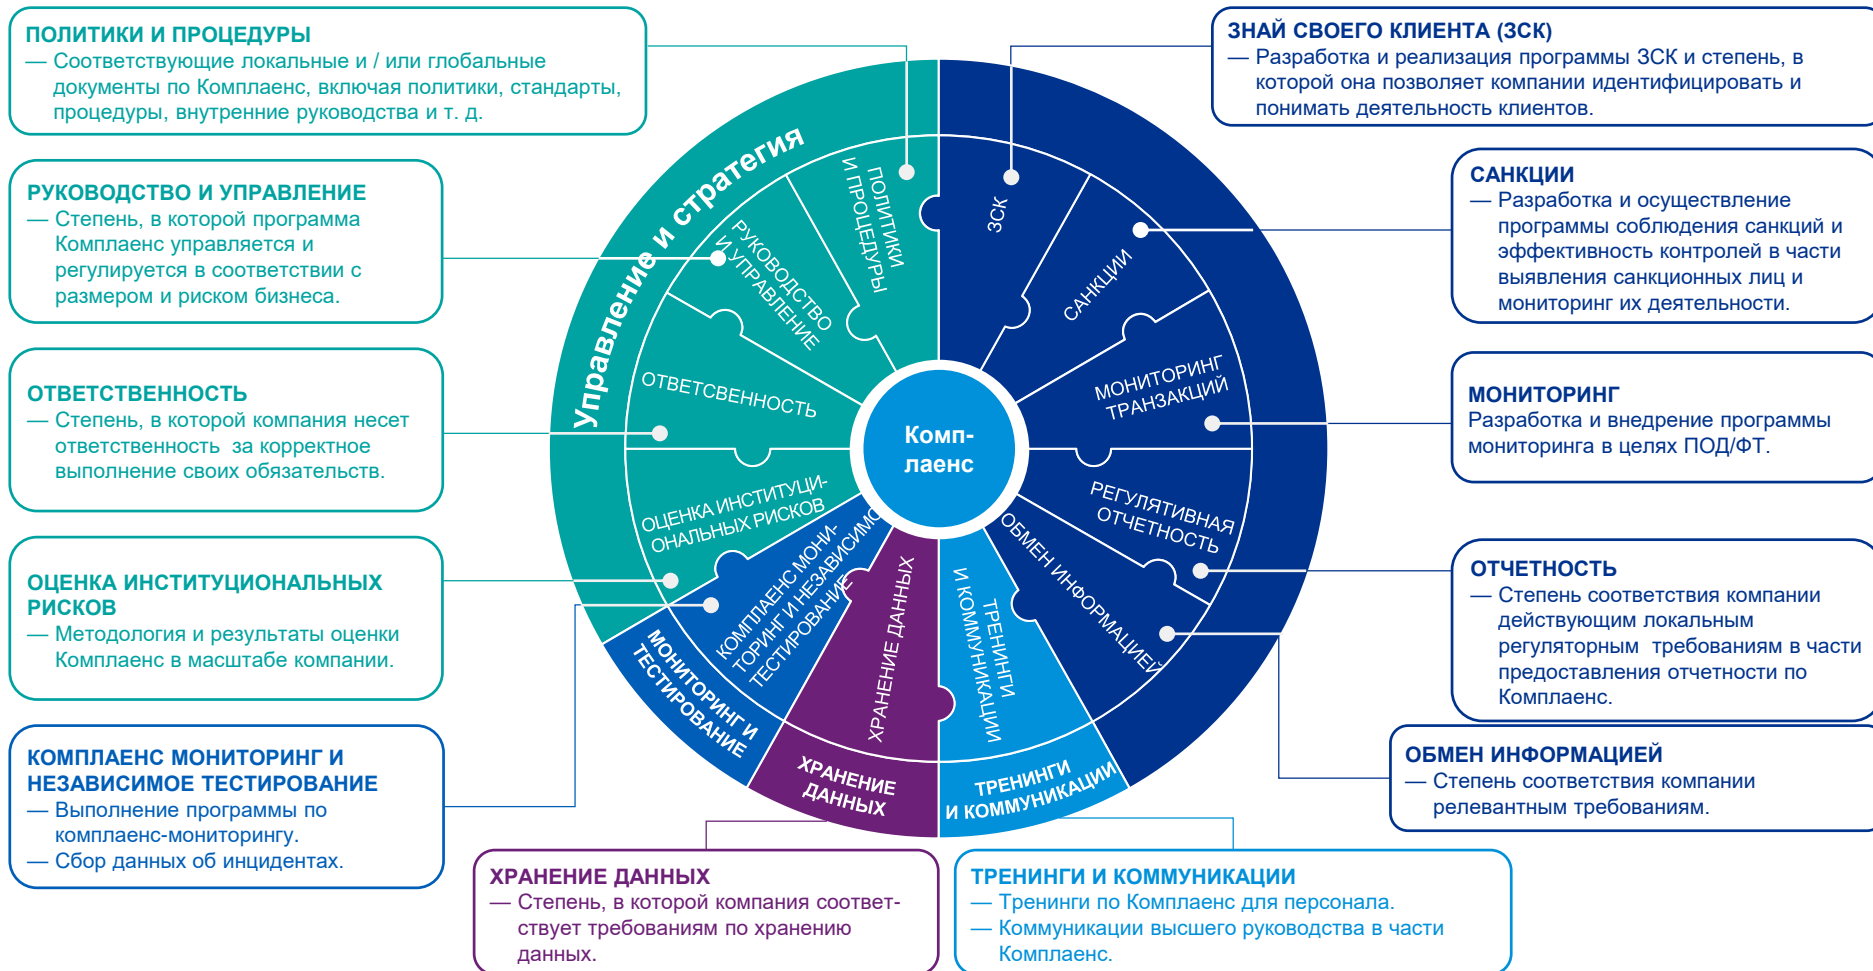 ПОЛИТИКИ И ПРОЦЕДУРЫ
— Соответствующие локальные и / или глобальные
документы по Комплаенс, включая политики, стандарты,
процедуры, внутренние руководства и т. д.
РУКОВОДСТВО И УПРАВЛЕНИЕ
— Степень, в которой программа
Комплаенс управляется и
регулируется в соответствии с
размером и риском бизнеса.
ОТВЕТСТВЕННОСТЬ
— Степень, в которой компания несет
ответственность за корректное
выполнение своих обязательств.
ОЦЕНКА ИНСТИТУЦИОНАЛЬНЫХ
РИСКОВ
— Методология и результаты оценки
Комплаенс в масштабе компании.
КОМПЛАЕНС МОНИТОРИНГ И
НЕЗАВИСИМОЕ ТЕСТИРОВАНИЕ
— Выполнение программы по
комплаенс-мониторингу.
— Сбор данных об инцидентах.
Управление и стратегия
ПОЛИТИКИ
И ПРОЦЕДУРЫ
РУКОВОДСТВО
И УПРАВЛЕНИЕ
ОТВЕТСВЕННОСТЬ
ОЦЕНКА ИНСТИТУЦИ-
ОНАЛЬНЫХ РИСКОВ
КОМПЛАЕНС МОНИ-
ТОРИНГ И НЕЗАВИСИМО
ТЕСТИРОВАНИЕ
МОНИТОРИНГ И
ТЕСТИРОВАНИЕ
ХРАНЕНИЕ ДАННЫХ
ХРАНЕНИЕ
ДАННЫХ
Комп-
лаенс
ЗСК
САНКЦИИ
МОНИТОРИНГ
ТРАНЗАКЦИЙ
РЕГУЛЯТИВНАЯ
ОТЧЕТНОСТЬ
ОБМЕН ИНФОРМАЦИЕЙ
ТРЕНИНГИ
И КОММУНИКАЦИИ
ТРЕНИНГИ
И КОММУНИКАЦИИ
ЗНАЙ СВОЕГО КЛИЕНТА (ЗСК)
— Разработка и реализация программы ЗСК и степень, в
которой она позволяет компании идентифицировать и
понимать деятельность клиентов.
САНКЦИИ
— Разработка и осуществление
программы соблюдения санкций и
эффективность контролей в части
выявления санкционных лиц и
мониторинг их деятельности.
МОНИТОРИНГ
Разработка и внедрение программы
мониторинга в целях ПОД/ФТ.
ОТЧЕТНОСТЬ
— Степень соответствия компании
действующим локальным
регуляторным требованиям в части
предоставления отчетности по
Комплаенс.
ОБМЕН ИНФОРМАЦИЕЙ
— Степень соответствия компании
релевантным требованиям.
ХРАНЕНИЕ ДАННЫХ
— Степень, в которой компания соответ-
ствует требованиям по хранению
данных.
ТРЕНИНГИ И КОММУНИКАЦИИ
— Тренинги по Комплаенс для персонала.
— Коммуникации высшего руководства в части
Комплаенс.